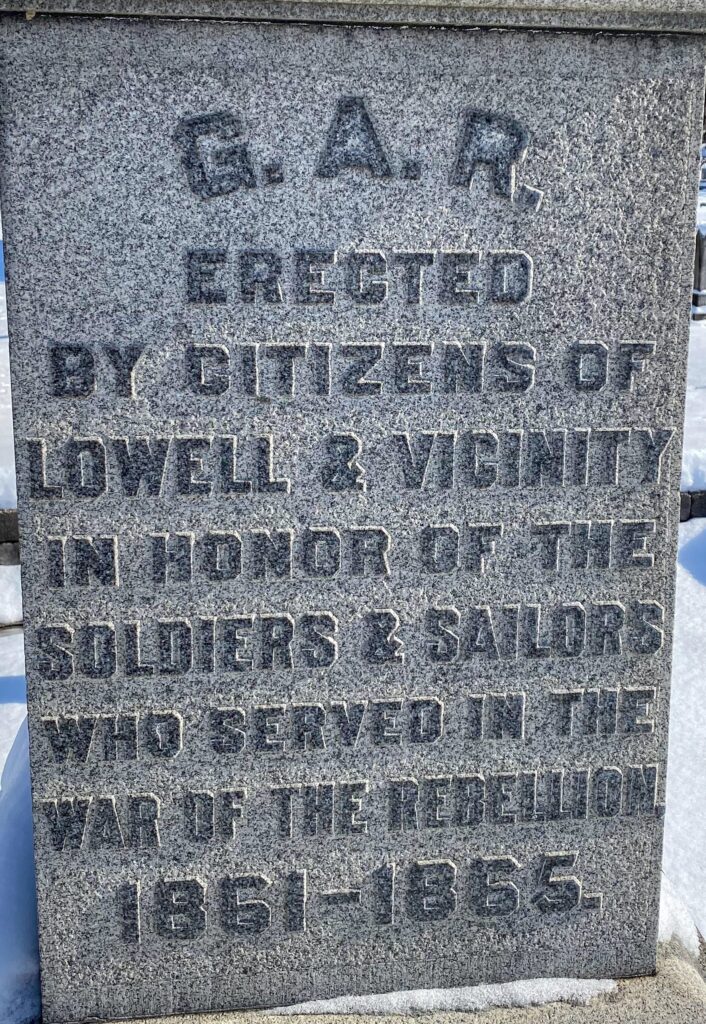 G. A. R.
ERECTED
BY CITIZENS OF
LOWELL & VICINITY
IN HONOR OF THE
SOLDIERS & SAILORS
WHO SERVED IN THE
WAR OF THE REBELLION.
1861-1865.